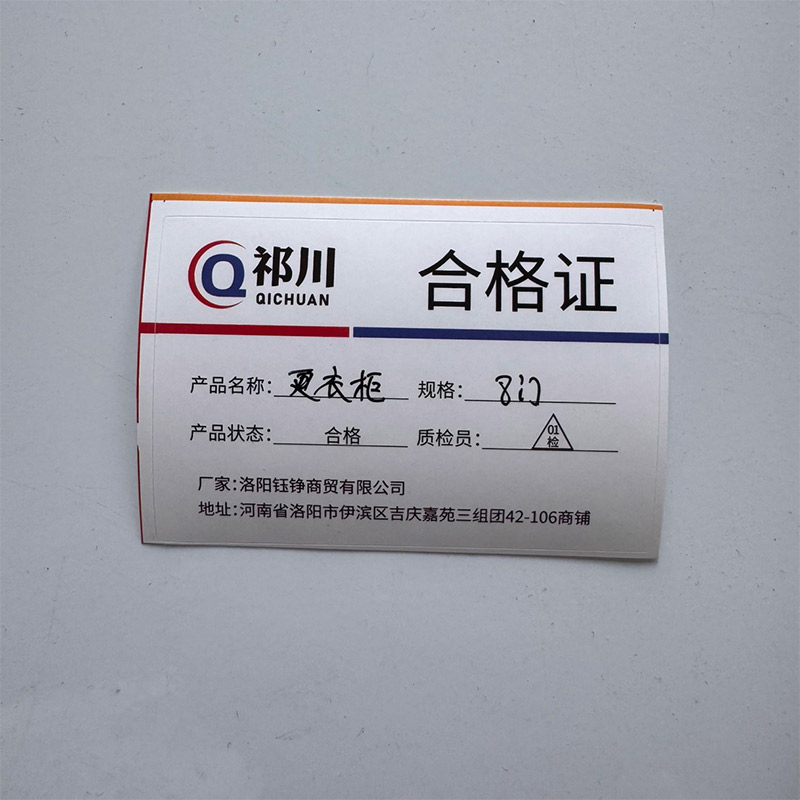 祁川
QICHUAN
合格证
产品名称：更衣柜 规格：8门
产品状态：合格 质检员：01检
厂家：洛阳钰铮商贸有限公司
地址：河南省洛阳市伊滨区吉庆嘉苑三组团42-106商铺